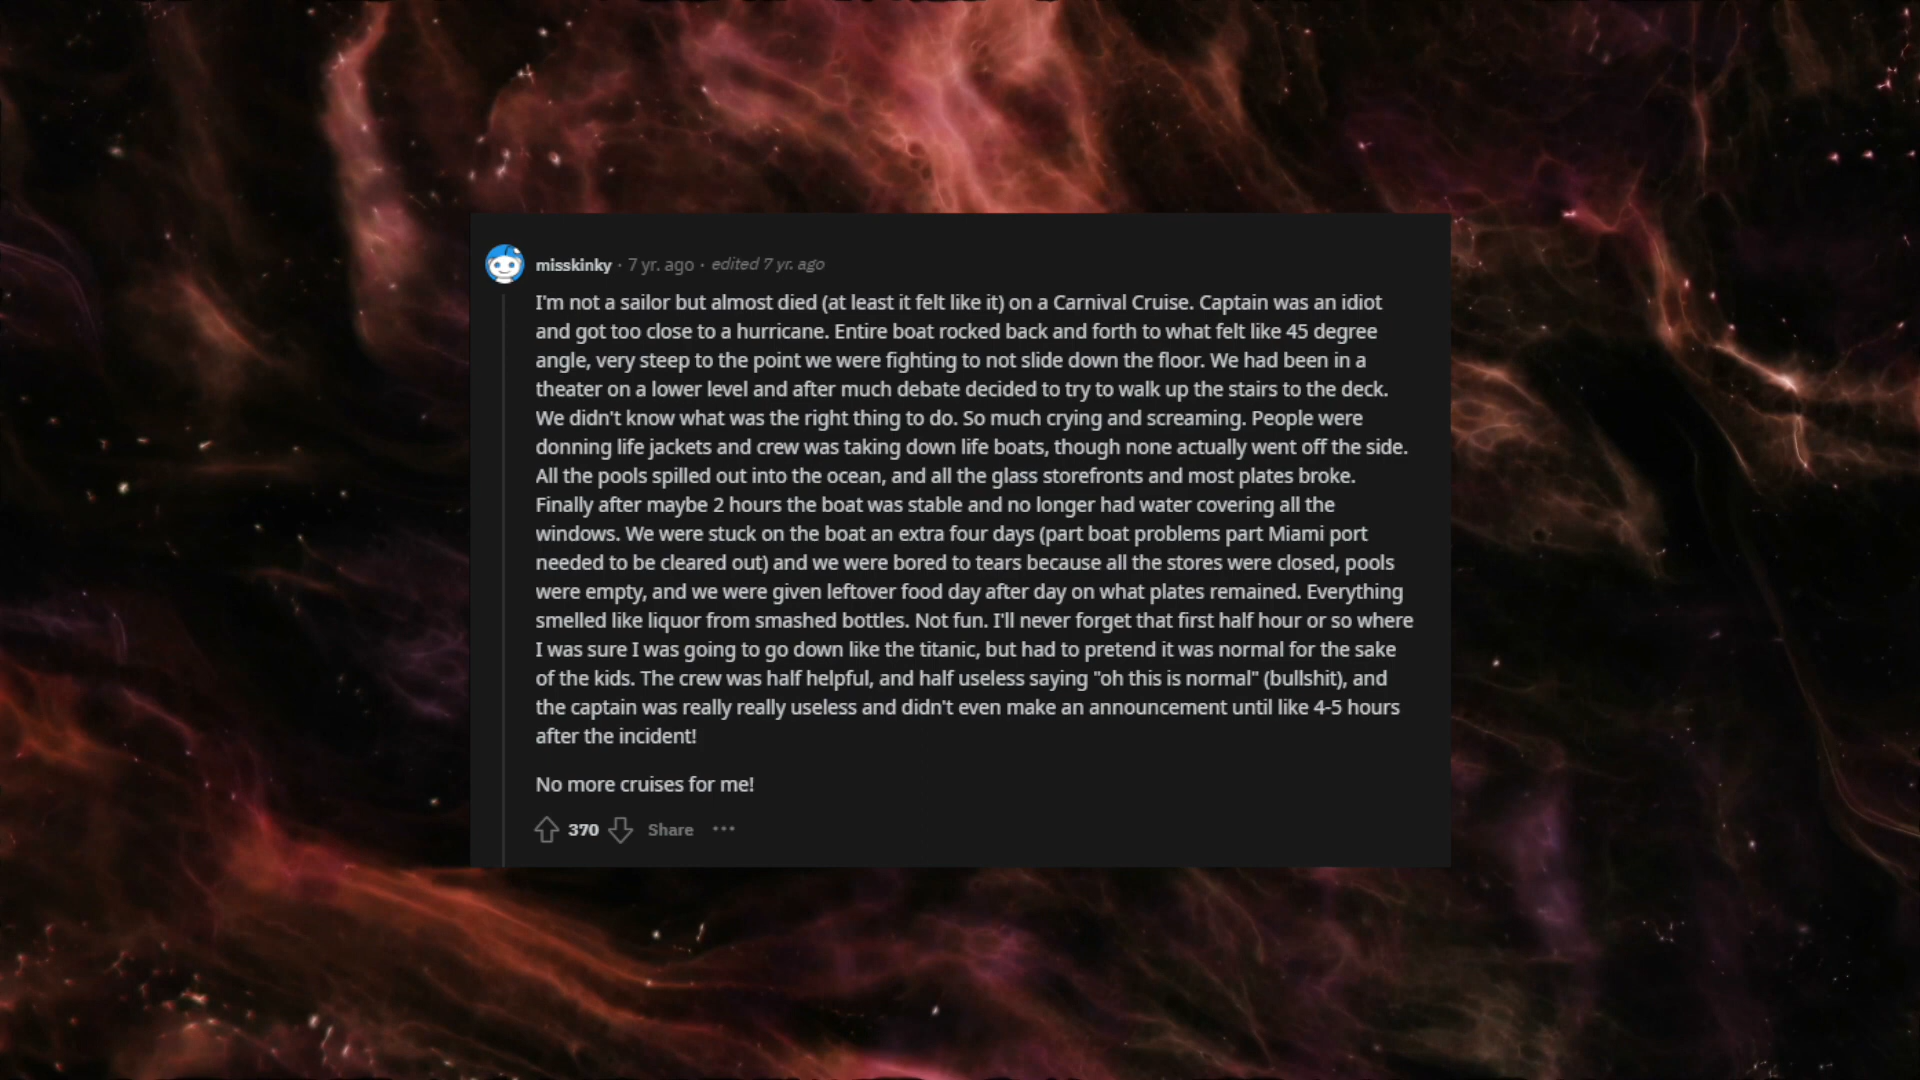 misskinky · 7 yr. ago · edited 7 yr. ago
I'm not a sailor but almost died (at least it felt like it) on a Carnival Cruise. Captain was an idiot
and got too close to a hurricane. Entire boat rocked back and forth to what felt like 45 degree
angle, very steep to the point we were fighting to not slide down the floor. We had been in a
theater on a lower level and after much debate decided to try to walk up the stairs to the deck.
We didn't know what was the right thing to do. So much crying and screaming. People were
donning life jackets and crew was taking down life boats, though none actually went off the side.
All the pools spilled out into the ocean, and all the glass storefronts and most plates broke.
Finally after maybe 2 hours the boat was stable and no longer had water covering all the
windows. We were stuck on the boat an extra four days (part boat problems part Miami port
needed to be cleared out) and we were bored to tears because all the stores were closed, pools
were empty, and we were given leftover food day after day on what plates remained. Everything
smelled like liquor from smashed bottles. Not fun. I'll never forget that first half hour or so where
I was sure I was going to go down like the titanic, but had to pretend it was normal for the sake
of the kids. The crew was half helpful, and half useless saying "oh this is normal" (bullshit), and
the captain was really really useless and didn't even make an announcement until like 4-5 hours
after the incident!
No more cruises for me!
370 Share ···